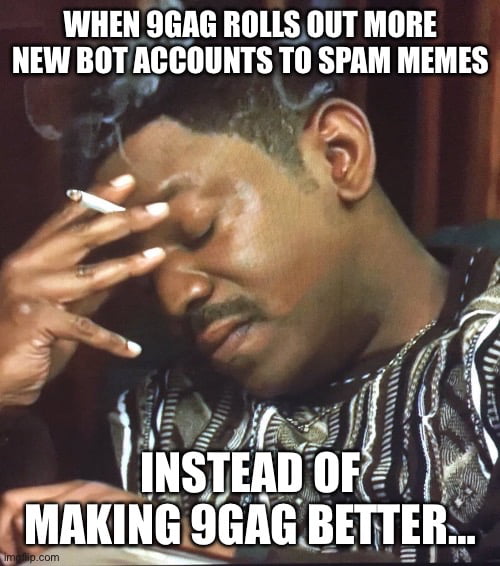 WHEN 9GAG ROLLS OUT MORE
NEW BOT ACCOUNTS TO SPAM MEMES
INSTEAD OF
MAKING 9GAG BETTER...
imgflip.com